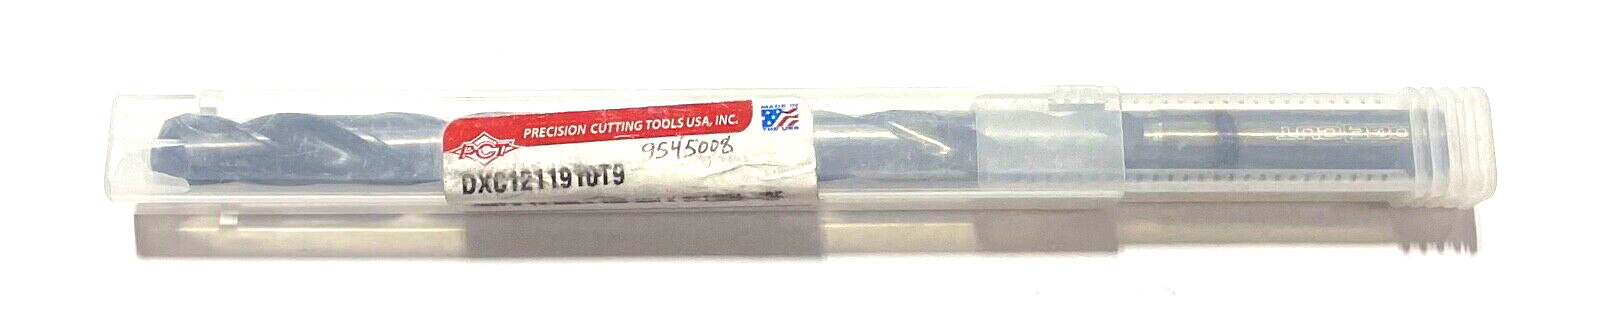 PCT
PRECISION CUTTING TOOLS USA, INC.
MADE IN
THE USA
9545008
DXC1211910T9